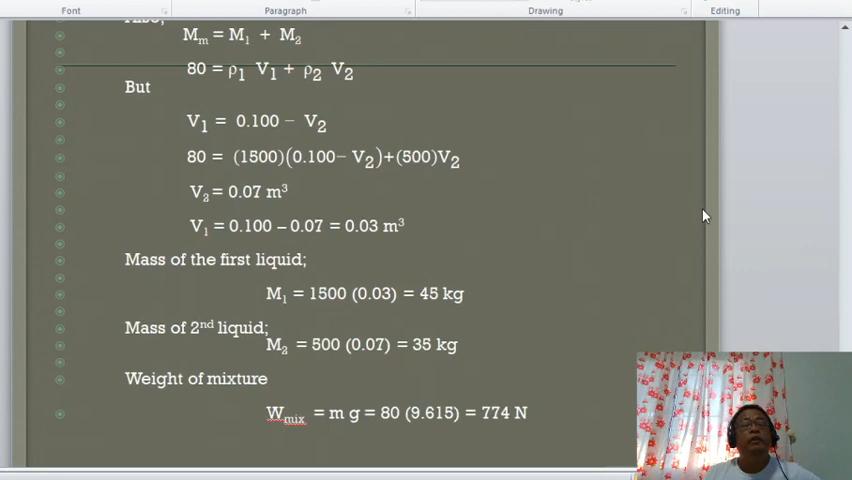 Font
Paragraph
Drawing
Editing
Also,
Mm = M1 + M2
80 = ρ1 V1 + ρ2 V2
But
V1 = 0.100 − V2
80 = (1500)(0.100− V2)+(500)V2
V2 = 0.07 m³
V1 = 0.100 – 0.07 = 0.03 m³
Mass of the first liquid;
M1 = 1500 (0.03) = 45 kg
Mass of 2nd liquid;
M2 = 500 (0.07) = 35 kg
Weight of mixture
Wmix = m g = 80 (9.615) = 774 N